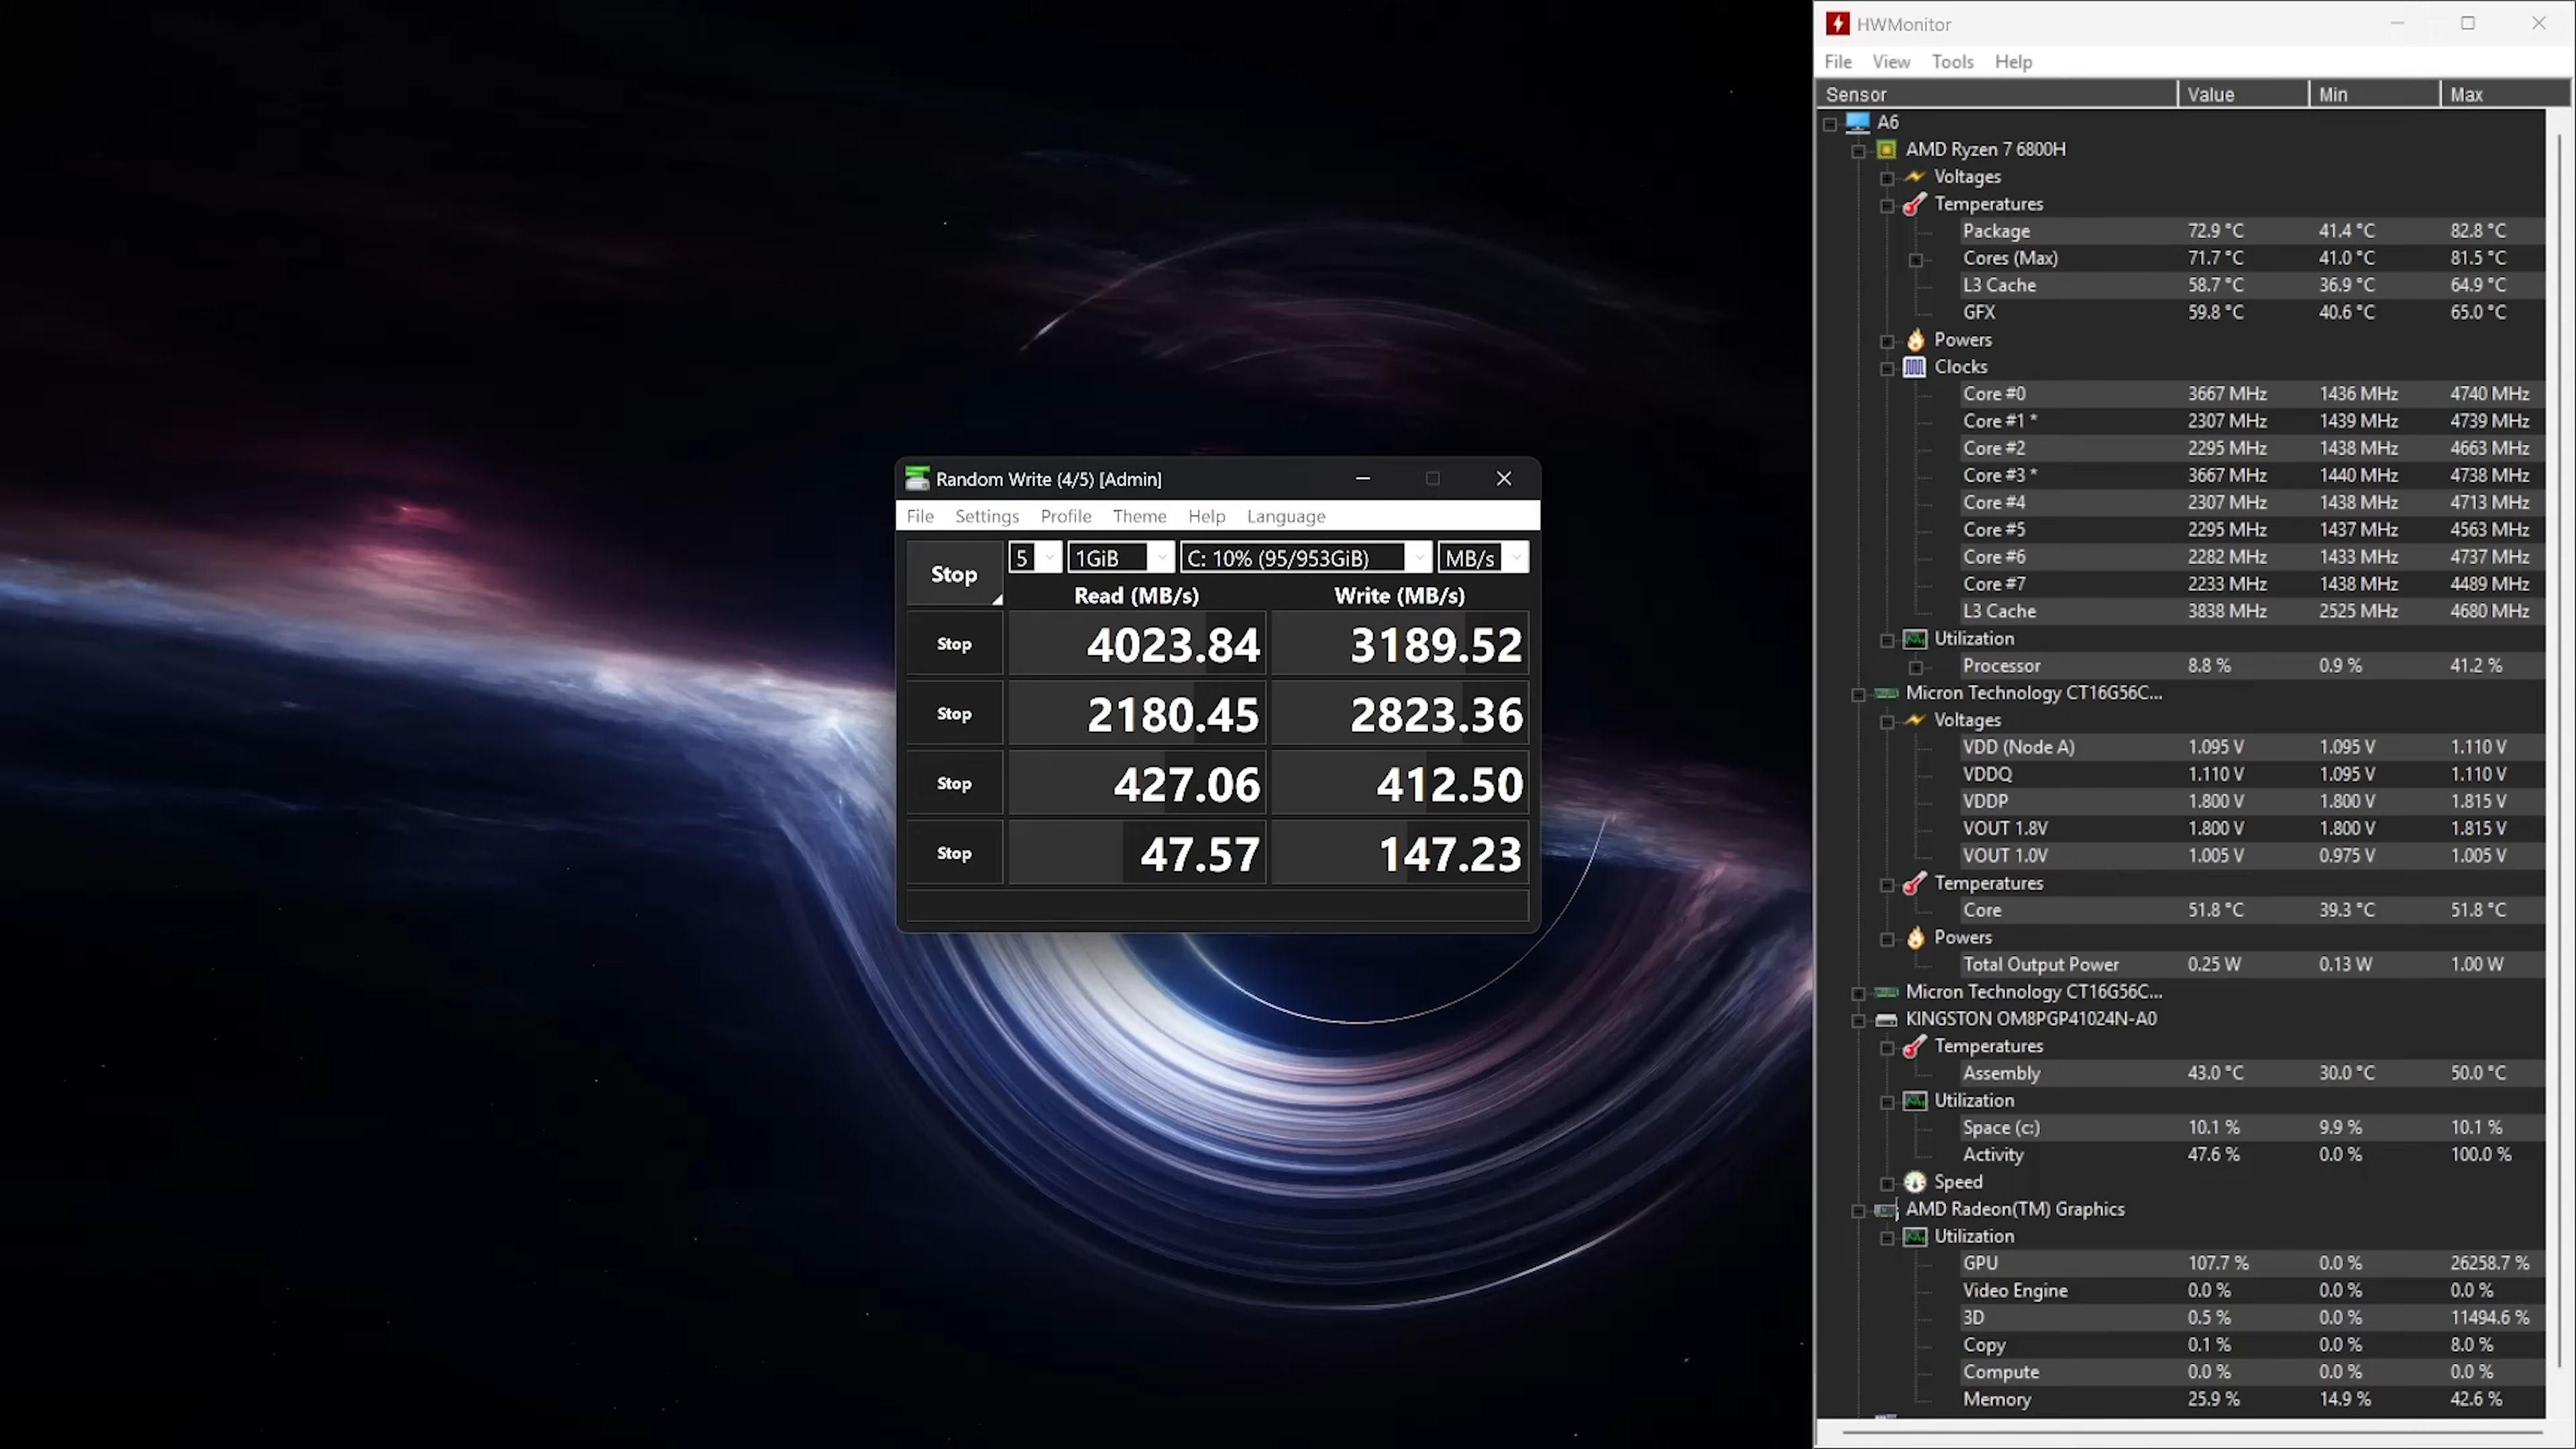 Random Write (4/5) [Admin]
File Settings Profile Theme Help Language
Stop 5 1GiB C: 10% (95/953GiB) MB/s
Read (MB/s) Write (MB/s)
Stop 4023.84 3189.52
Stop 2180.45 2823.36
Stop 427.06 412.50
Stop 47.57 147.23
HWMonitor
File View Tools Help
Sensor Value Min Max
A6
AMD Ryzen 7 6800H
Voltages
Temperatures
Package 72.9 °C 41.4 °C 82.8 °C
Cores (Max) 71.7 °C 41.0 °C 81.5 °C
L3 Cache 58.7 °C 36.9 °C 64.9 °C
GFX 59.8 °C 40.6 °C 65.0 °C
Powers
Clocks
Core #0 3667 MHz 1436 MHz 4740 MHz
Core #1 * 2307 MHz 1439 MHz 4739 MHz
Core #2 2295 MHz 1438 MHz 4663 MHz
Core #3 * 3667 MHz 1440 MHz 4738 MHz
Core #4 2307 MHz 1438 MHz 4713 MHz
Core #5 2295 MHz 1437 MHz 4563 MHz
Core #6 2282 MHz 1433 MHz 4737 MHz
Core #7 2233 MHz 1438 MHz 4489 MHz
L3 Cache 3838 MHz 2525 MHz 4680 MHz
Utilization
Processor 8.8 % 0.9 % 41.2 %
Micron Technology CT16G56C...
Voltages
VDD (Node A) 1.095 V 1.095 V 1.110 V
VDDQ 1.110 V 1.095 V 1.110 V
VDDP 1.800 V 1.800 V 1.815 V
VOUT 1.8V 1.800 V 1.800 V 1.815 V
VOUT 1.0V 1.005 V 0.975 V 1.005 V
Temperatures
Core 51.8 °C 39.3 °C 51.8 °C
Powers
Total Output Power 0.25 W 0.13 W 1.00 W
Micron Technology CT16G56C...
KINGSTON OM8PGP41024N-A0
Temperatures
Assembly 43.0 °C 30.0 °C 50.0 °C
Utilization
Space (c:) 10.1 % 9.9 % 10.1 %
Activity 47.6 % 0.0 % 100.0 %
Speed
AMD Radeon(TM) Graphics
Utilization
GPU 107.7 % 0.0 % 26258.7 %
Video Engine 0.0 % 0.0 % 0.0 %
3D 0.5 % 0.0 % 11494.6 %
Copy 0.1 % 0.0 % 8.0 %
Compute 0.0 % 0.0 % 0.0 %
Memory 25.9 % 14.9 % 42.6 %